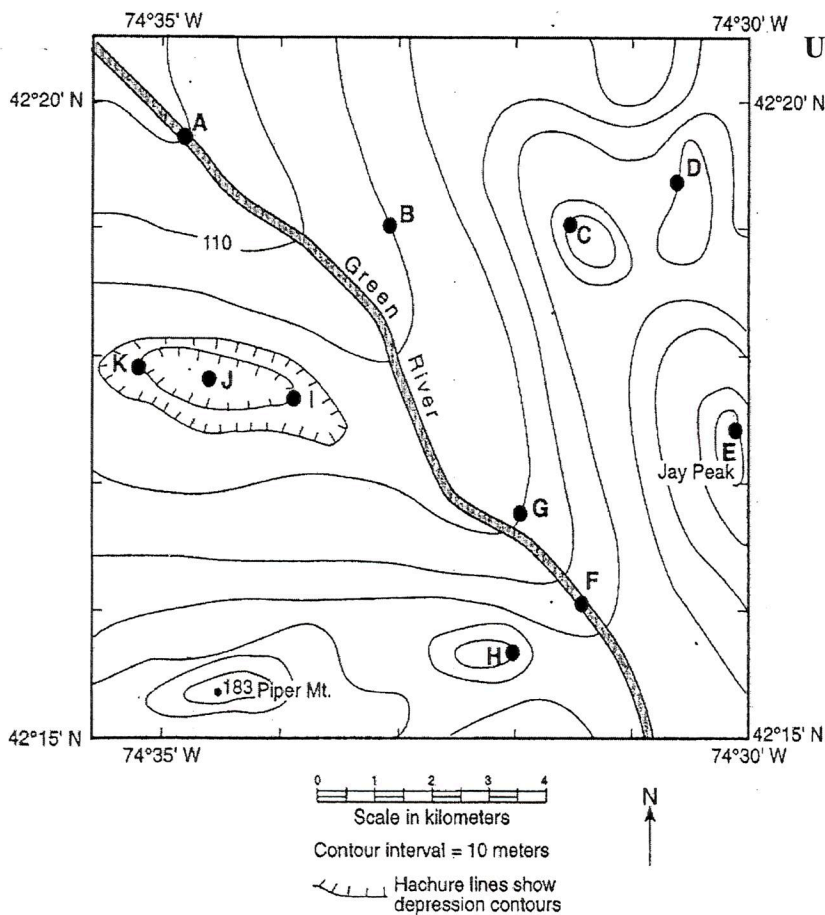 74°35' W
74°30' W
U
42°20' N
42°20' N
A
D
B
C
110
Green
River
K
J
I
E
Jay Peak
G
F
H
183 Piper Mt.
42°15' N
42°15' N
74°35' W
74°30' W
0 1 2 3 4
Scale in kilometers
N
Contour interval = 10 meters
Hachure lines show
depression contours